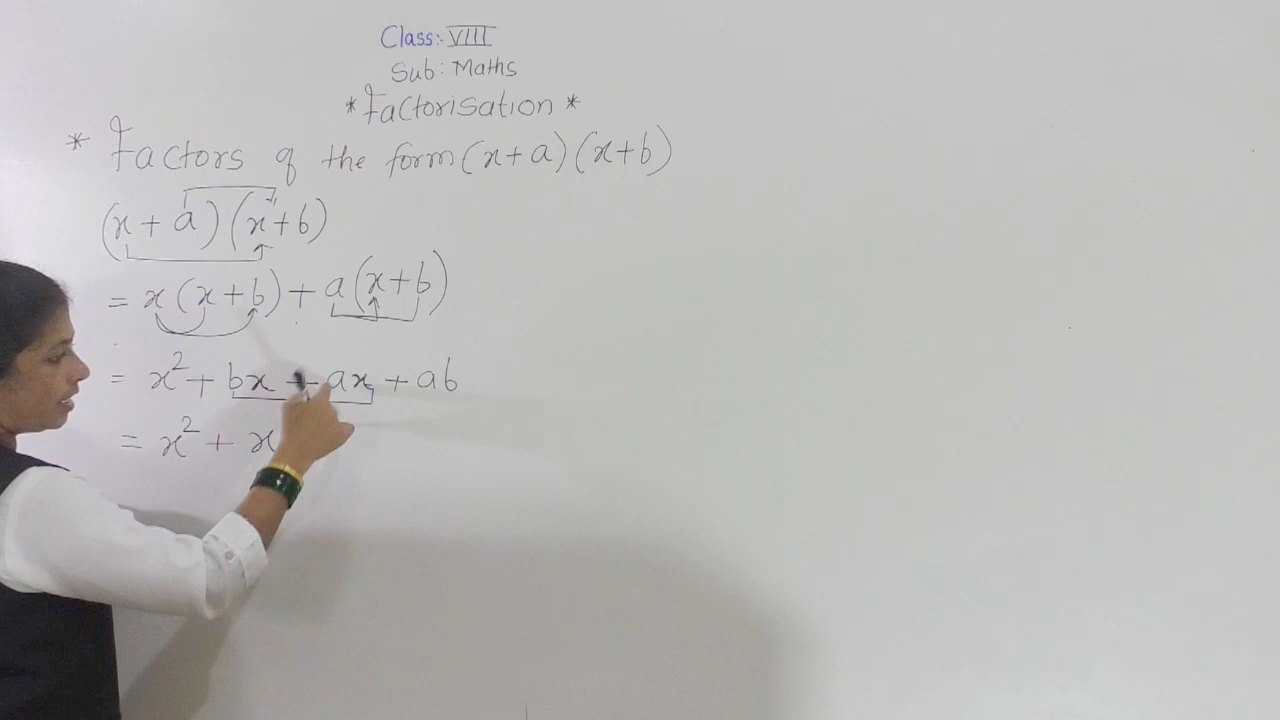 Class:- VIII
Sub: Maths
* Factorisation *
* Factors of the form (x+a) (x+b)
(x + a) (x + b)
= x (x + b) + a (x + b)
= x² + bx + ax + ab
= x² + x